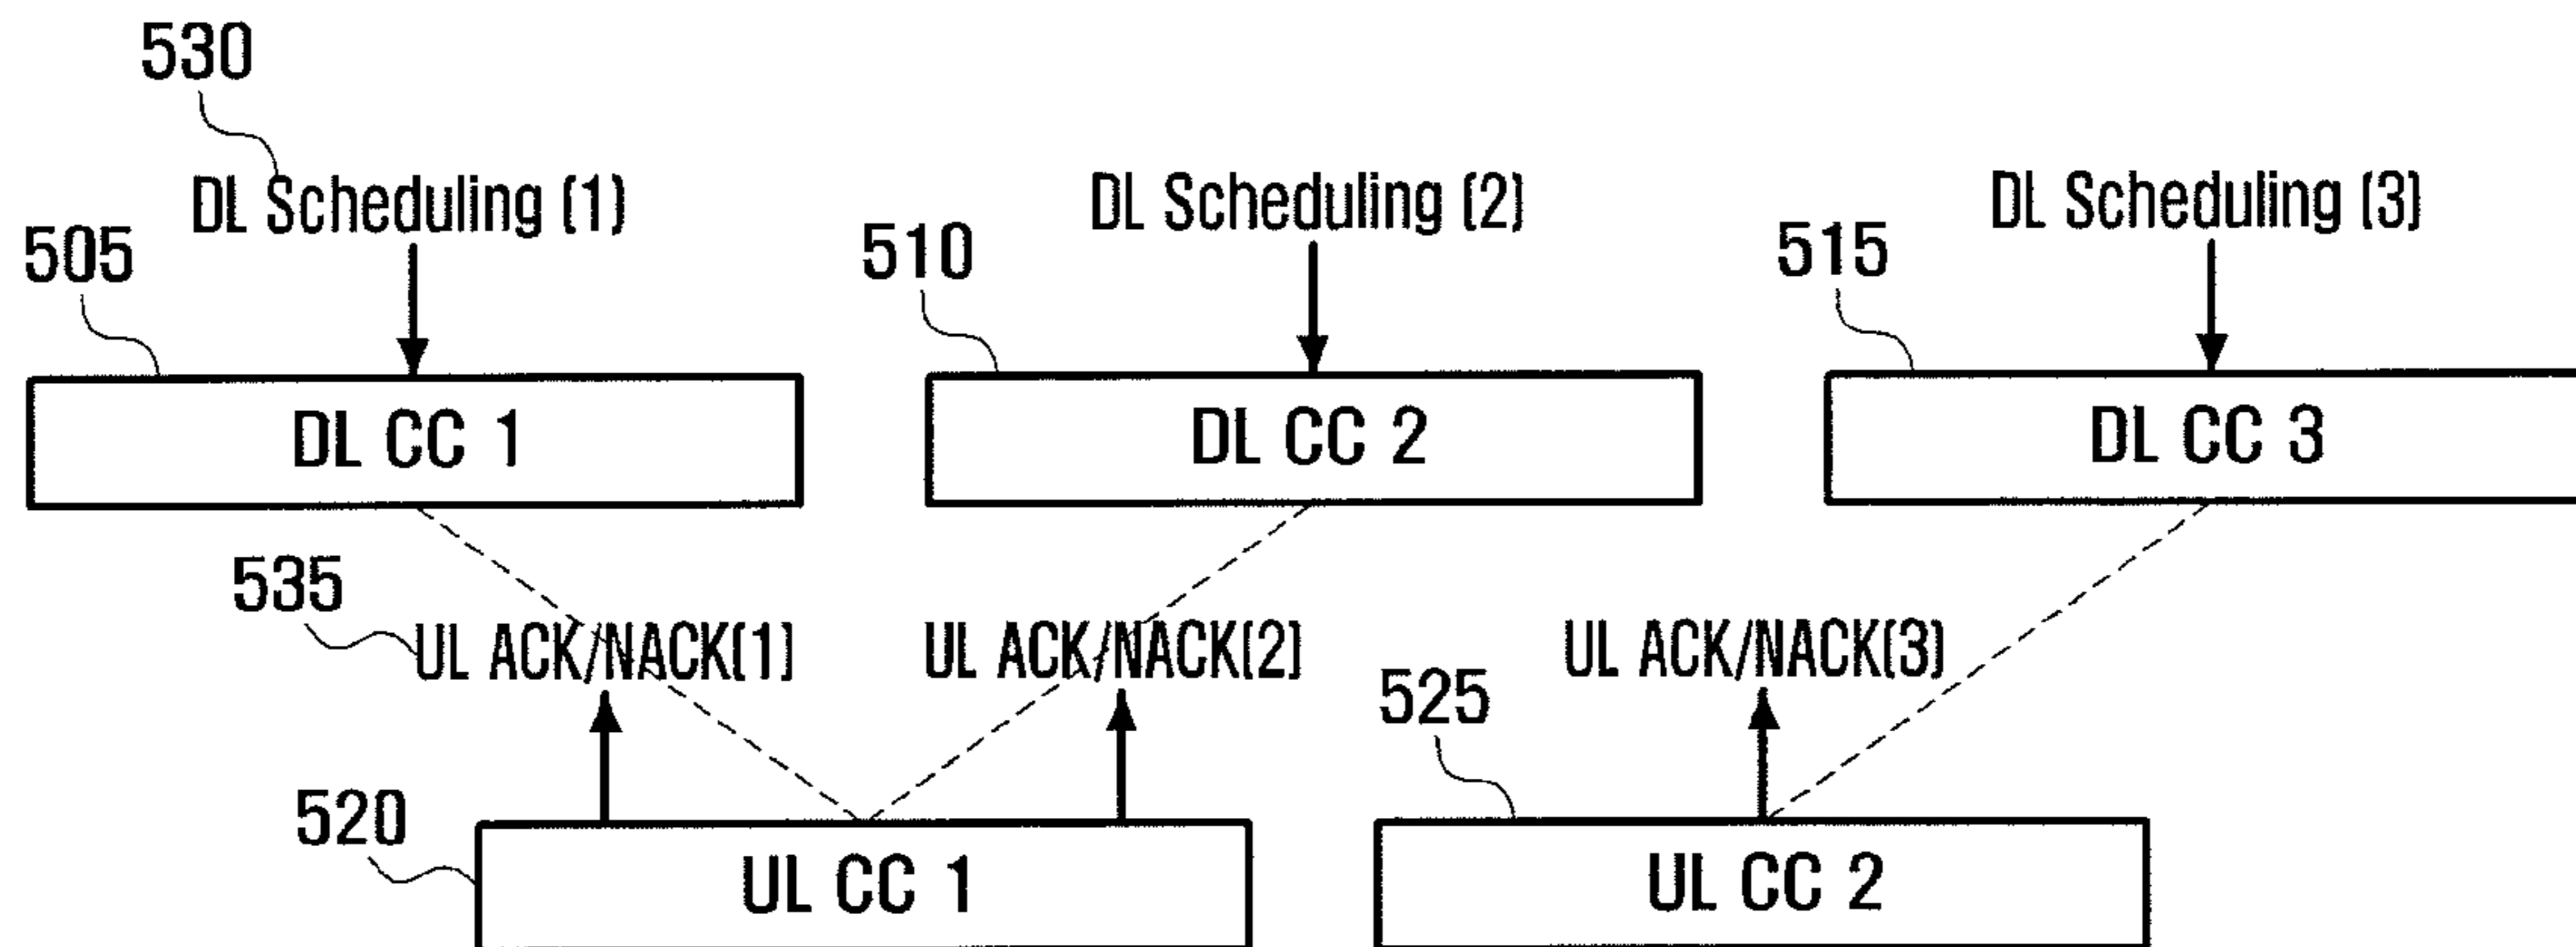 530
DL Scheduling (1)
DL Scheduling (2)
DL Scheduling (3)
505
510
515
DL CC 1
DL CC 2
DL CC 3
535
UL ACK/NACK(1)
UL ACK/NACK(2)
UL ACK/NACK(3)
525
520
UL CC 1
UL CC 2